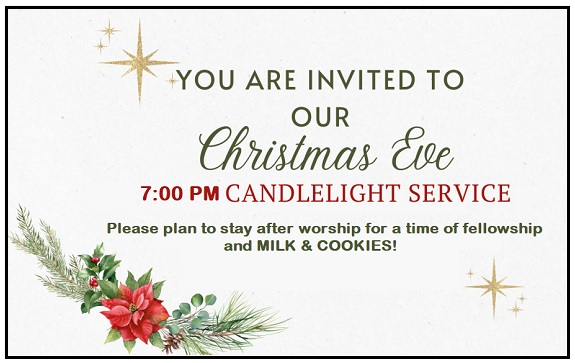 YOU ARE INVITED TO
OUR
Christmas Eve
7:00 PM CANDLELIGHT SERVICE
Please plan to stay after worship for a time of fellowship
and MILK & COOKIES!